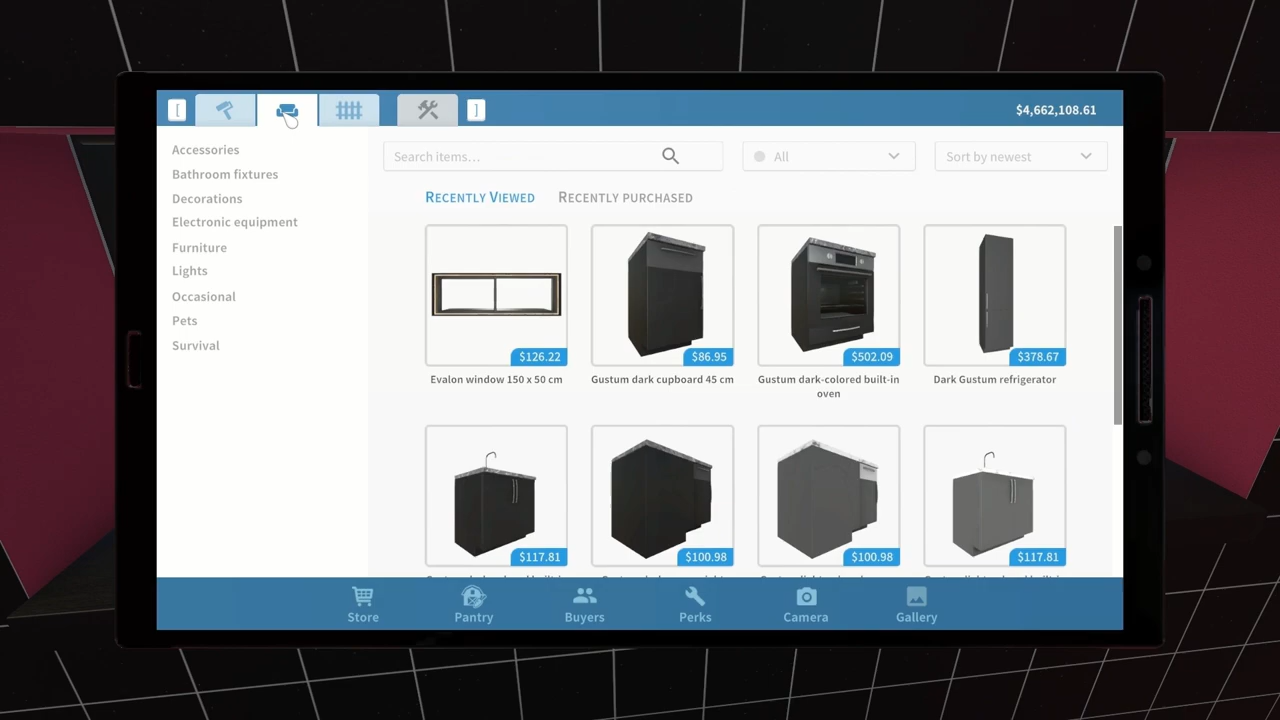 [
]
$4,662,108.61
Accessories
Bathroom fixtures
Decorations
Electronic equipment
Furniture
Lights
Occasional
Pets
Survival
Search items...
All
Sort by newest
RECENTLY VIEWED
RECENTLY PURCHASED
$126.22
$86.95
$502.09
$378.67
Evalon window 150 x 50 cm
Gustum dark cupboard 45 cm
Gustum dark-colored built-in
oven
Dark Gustum refrigerator
$117.81
$100.98
$100.98
$117.81
Store
Pantry
Buyers
Perks
Camera
Gallery